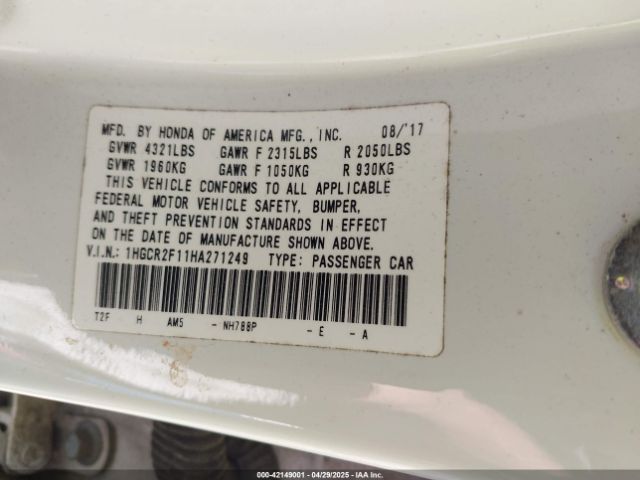 MFD. BY HONDA OF AMERICA MFG., INC. 08/'17
GVWR 4321LBS GAWR F 2315LBS R 2050LBS
GVWR 1960KG GAWR F 1050KG R 930KG
THIS VEHICLE CONFORMS TO ALL APPLICABLE
FEDERAL MOTOR VEHICLE SAFETY, BUMPER,
AND THEFT PREVENTION STANDARDS IN EFFECT
ON THE DATE OF MANUFACTURE SHOWN ABOVE.
V.I.N.: 1HGCR2F11HA271249 TYPE: PASSENGER CAR
T2F H AM5 - NH788P - E - A
000-42149001 04/29/2025 IAA Inc.